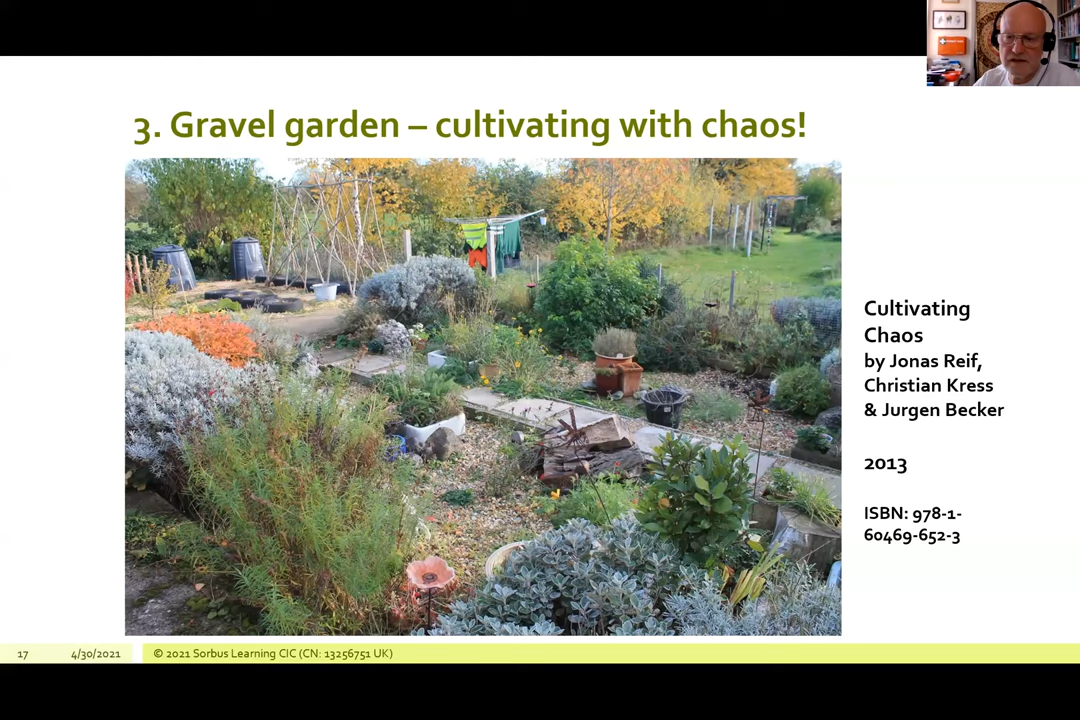 3. Gravel garden – cultivating with chaos!
Cultivating
Chaos
by Jonas Reif,
Christian Kress
& Jurgen Becker
2013
ISBN: 978-1-
60469-652-3
17
4/30/2021
© 2021 Sorbus Learning CIC (CN: 13256751 UK)